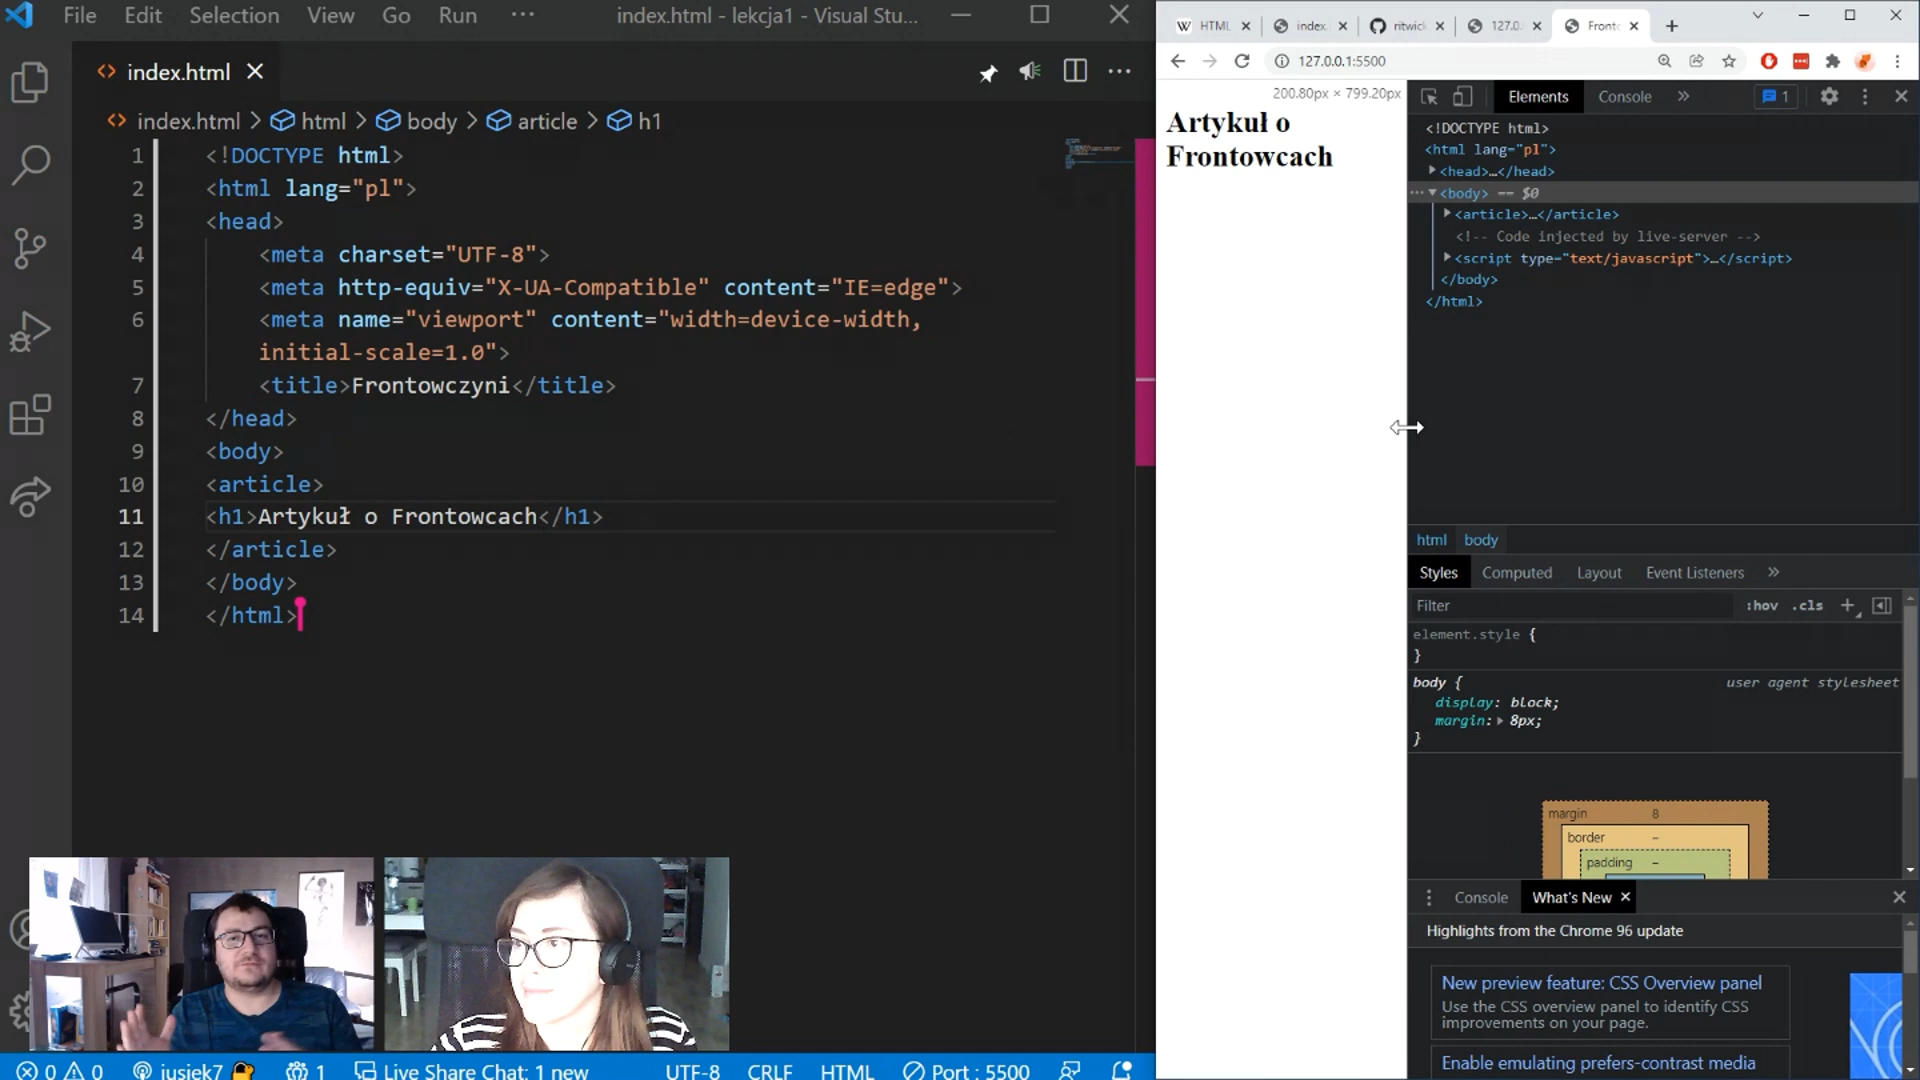 File Edit Selection View Go Run ··· index.html - lekcja1 - Visual Stu...
index.html
index.html > html > body > article > h1
1 <!DOCTYPE html>
2 <html lang="pl">
3 <head>
4 <meta charset="UTF-8">
5 <meta http-equiv="X-UA-Compatible" content="IE=edge">
6 <meta name="viewport" content="width=device-width,
initial-scale=1.0">
7 <title>Frontowczyni</title>
8 </head>
9 <body>
10 <article>
11 <h1>Artykuł o Frontowcach</h1>
12 </article>
13 </body>
14 </html>
0 0 jusiek7 1 Live Share Chat: 1 new UTF-8 CRLF HTML Port : 5500
HTML index. ritwick 127.0. Fronto
127.0.0.1:5500
200.80px × 799.20px
Artykuł o
Frontowcach
Elements Console » 1
<!DOCTYPE html>
<html lang="pl">
<head>…</head>
··· <body> == $0
<article>…</article>
<!-- Code injected by live-server -->
<script type="text/javascript">…</script>
</body>
</html>
html body
Styles Computed Layout Event Listeners »
Filter :hov .cls +
element.style {
}
body { user agent stylesheet
display: block;
margin: 8px;
}
margin 8
border –
padding –
Console What's New
Highlights from the Chrome 96 update
New preview feature: CSS Overview panel
Use the CSS overview panel to identify CSS
improvements on your page.
Enable emulating prefers-contrast media